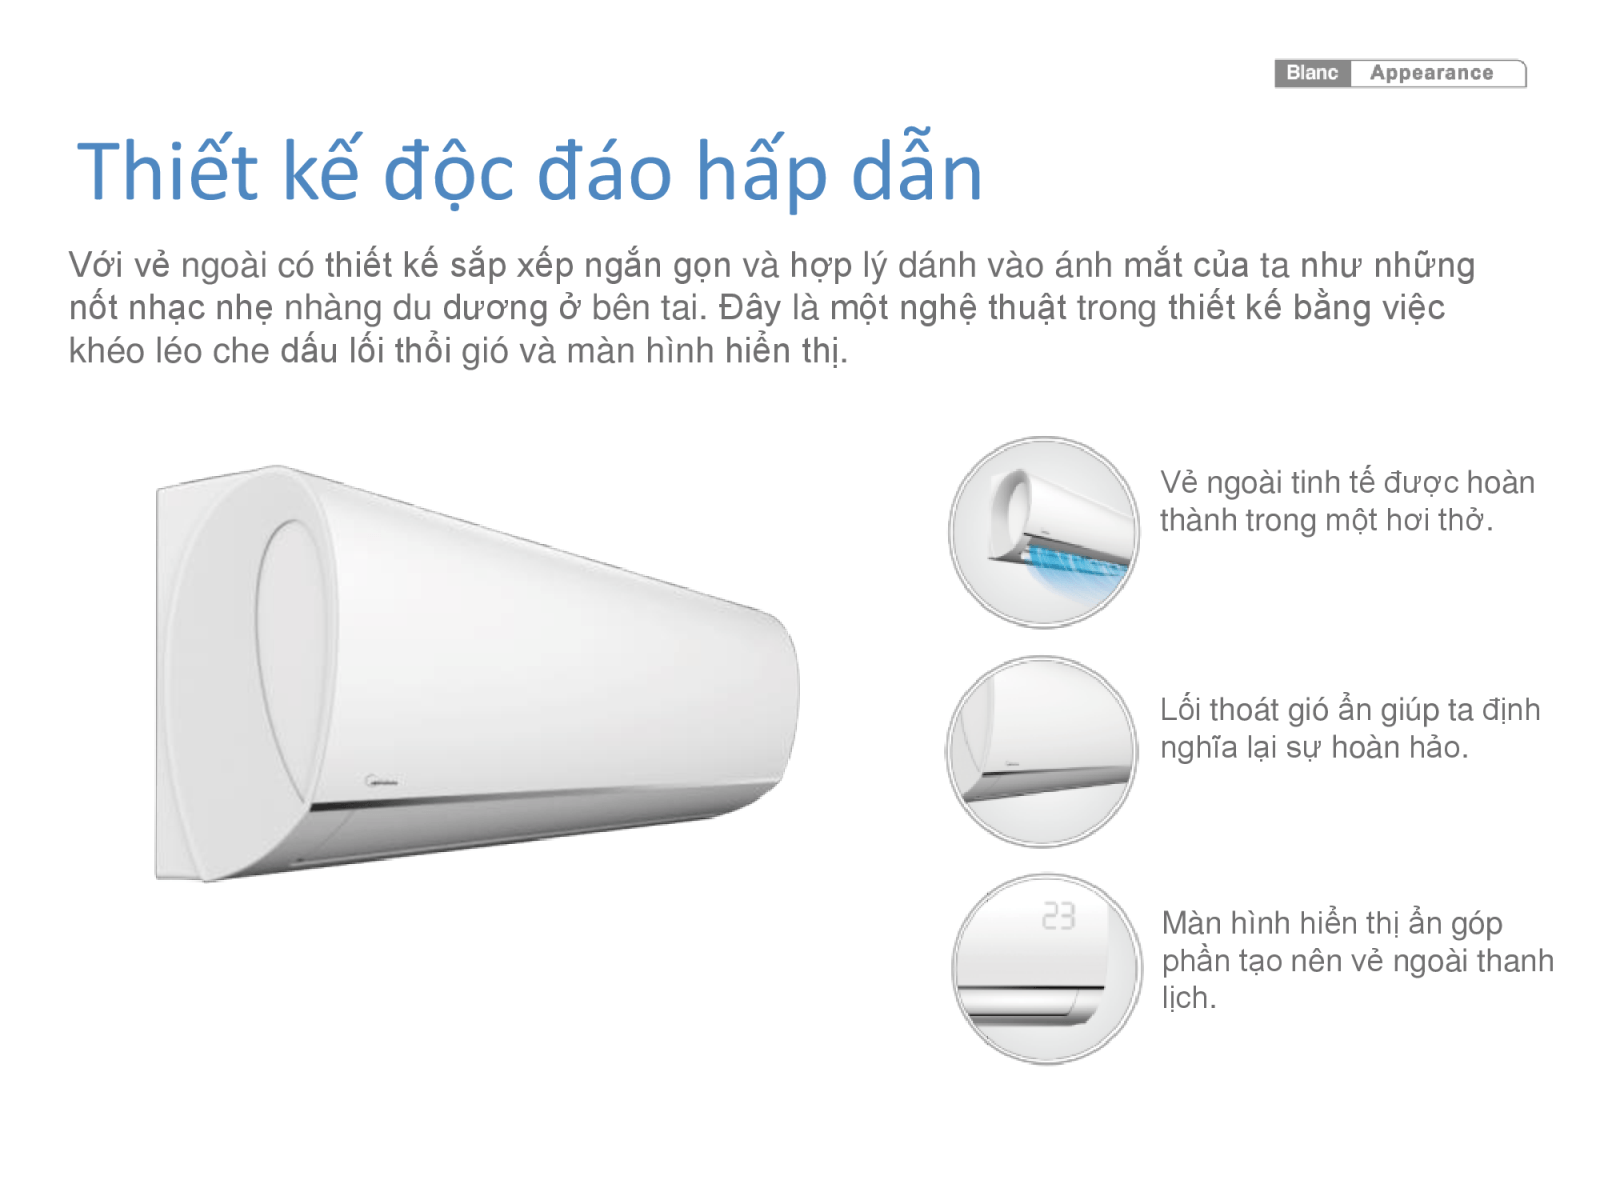 Blanc Appearance
Thiết kế độc đáo hấp dẫn
Với vẻ ngoài có thiết kế sắp xếp ngắn gọn và hợp lý dánh vào ánh mắt của ta như những
nốt nhạc nhẹ nhàng du dương ở bên tai. Đây là một nghệ thuật trong thiết kế bằng việc
khéo léo che dấu lối thổi gió và màn hình hiển thị.
Vẻ ngoài tinh tế được hoàn
thành trong một hơi thở.
Lối thoát gió ẩn giúp ta định
nghĩa lại sự hoàn hảo.
23
Màn hình hiển thị ẩn góp
phần tạo nên vẻ ngoài thanh
lịch.